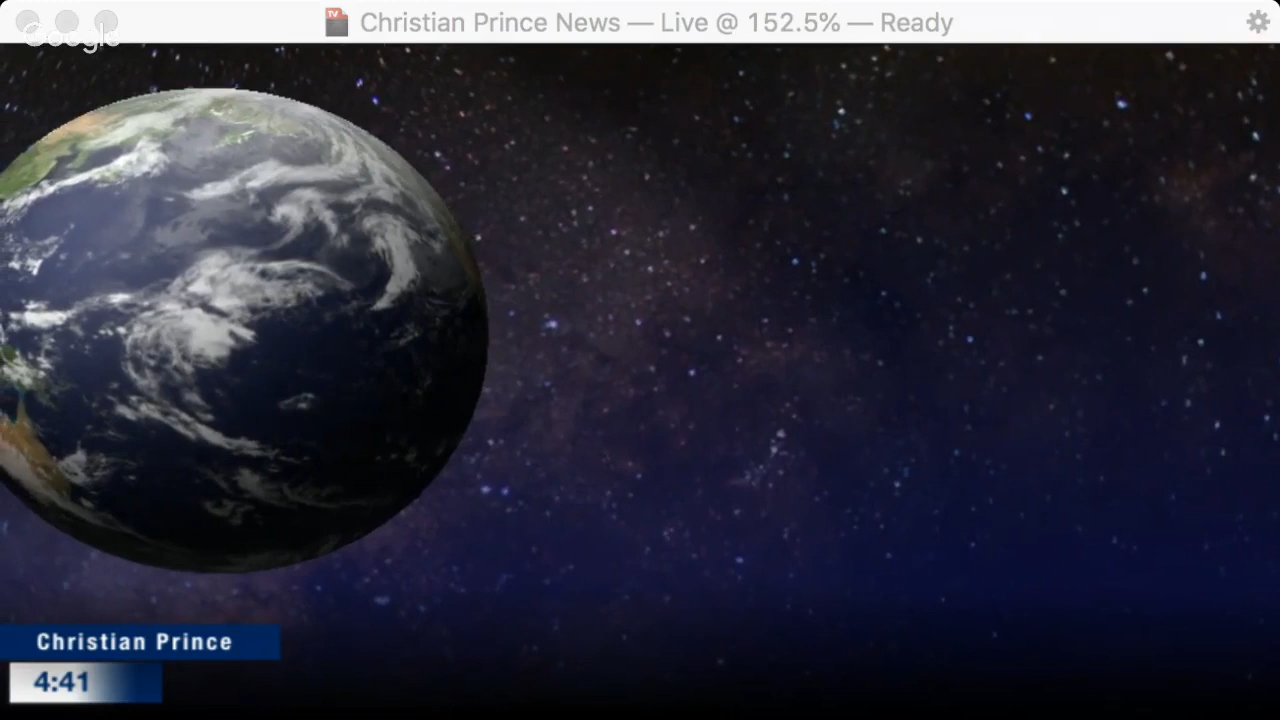 Christian Prince News — Live @ 152.5% — Ready
Google
Christian Prince
4:41